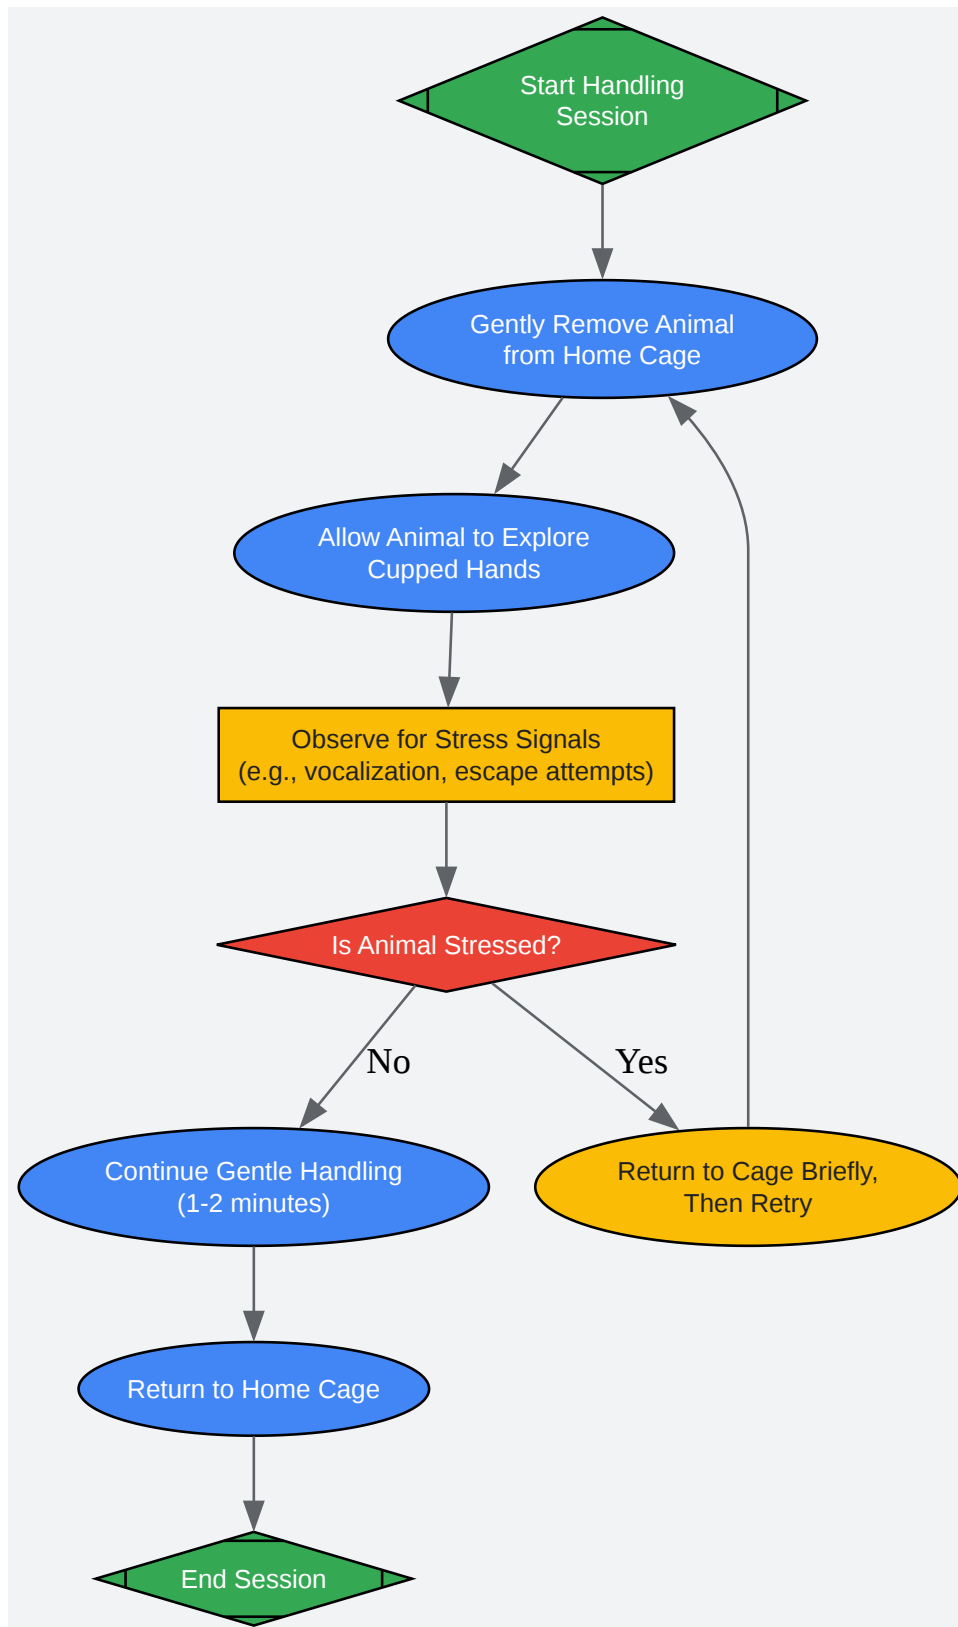 Start Handling
Session
Gently Remove Animal
from Home Cage
Allow Animal to Explore
Cupped Hands
Observe for Stress Signals
(e.g., vocalization, escape attempts)
Is Animal Stressed?
No
Yes
Continue Gentle Handling
(1-2 minutes)
Return to Cage Briefly,
Then Retry
Return to Home Cage
End Session